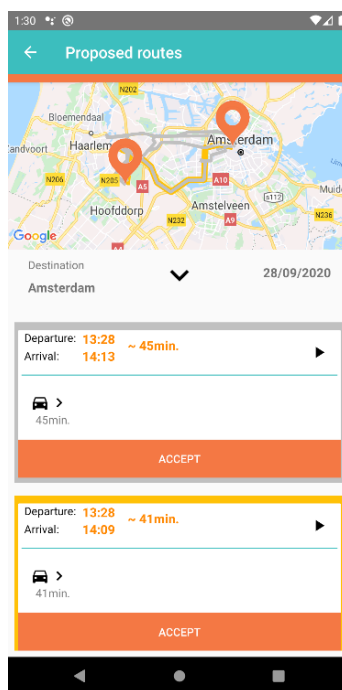 1:30
Proposed routes
N202
Bloemendaal
Haarlem
Amsterdam
N206
N205
A5
A10
s112
Hoofddorp
Amstelveen
N232
A9
N236
Google
Destination
28/09/2020
Amsterdam
Departure: 13:28
~ 45min.
Arrival: 14:13
45min.
ACCEPT
Departure: 13:28
~ 41min.
Arrival: 14:09
41min.
ACCEPT